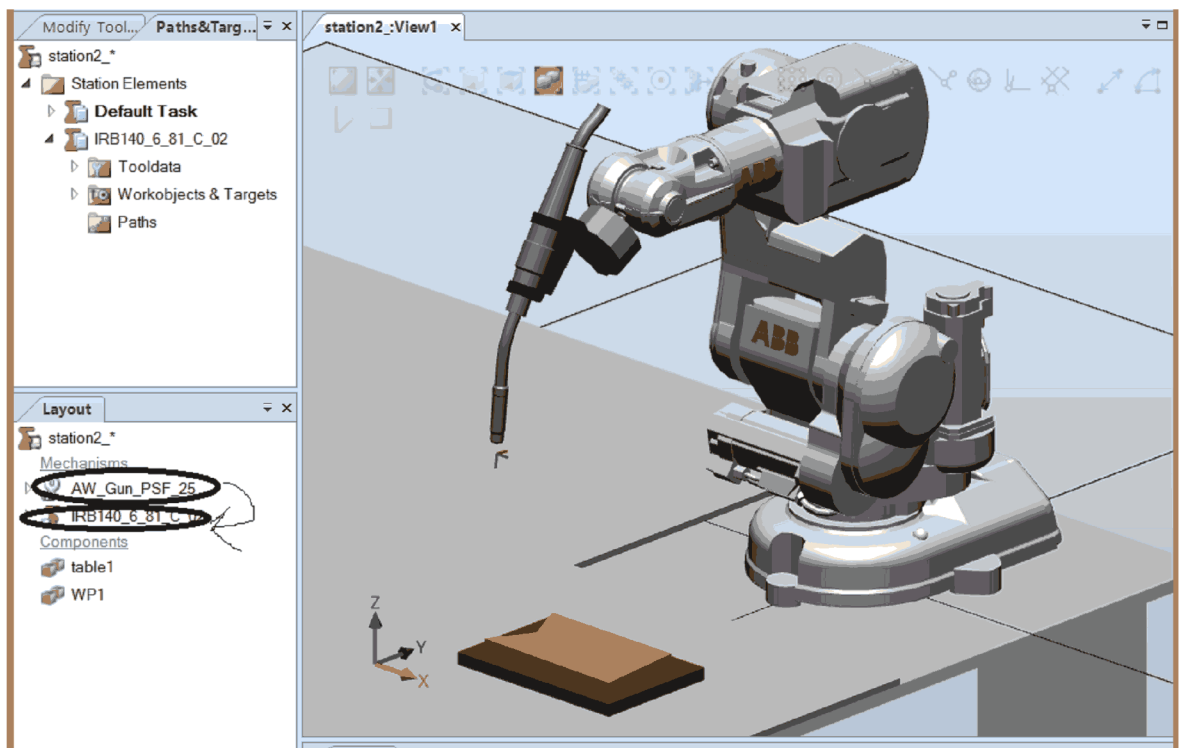 Modify Tool...
Paths&Targ...
station2_:View1
station2_*
Station Elements
Default Task
IRB140_6_81_C_02
Tooldata
Workobjects & Targets
Paths
ABB
ABB
Layout
station2_*
Mechanisms
AW_Gun_PSF_25
IRB140_6_81_C_02
Components
table1
WP1
Z
Y
X